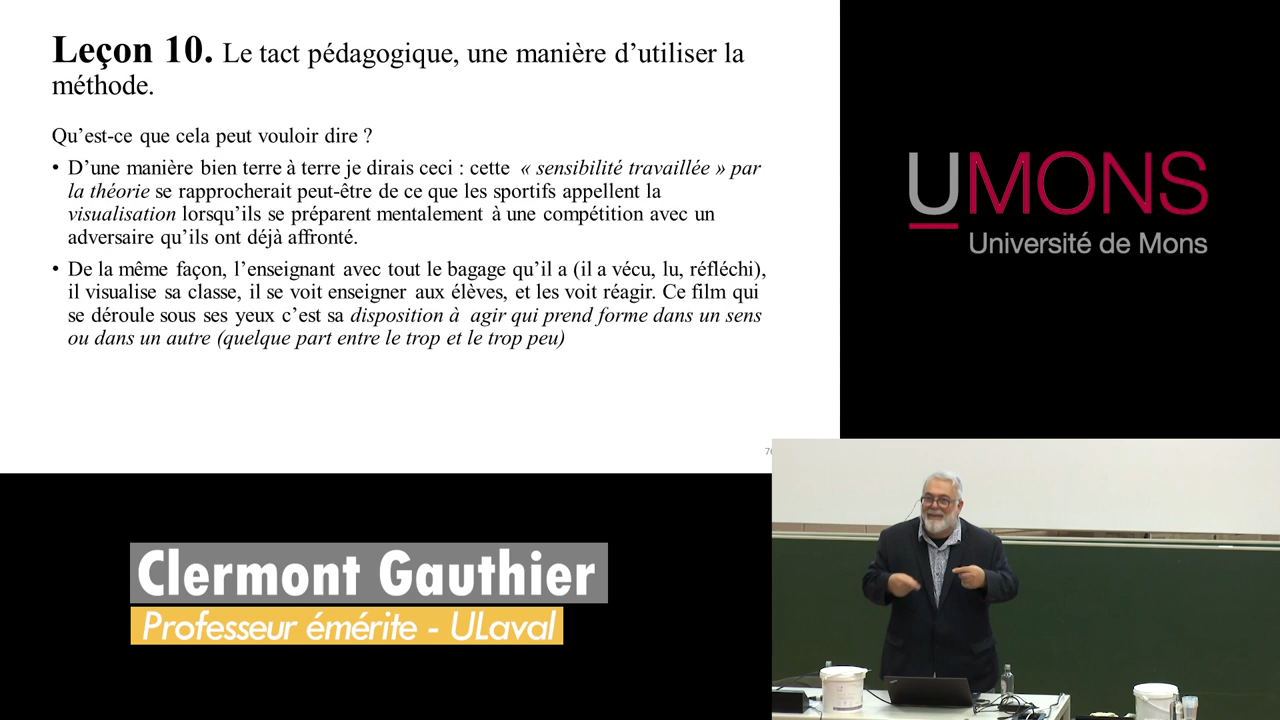 Leçon 10. Le tact pédagogique, une manière d’utiliser la
méthode.
Qu’est-ce que cela peut vouloir dire ?
• D’une manière bien terre à terre je dirais ceci : cette « sensibilité travaillée » par
la théorie se rapprocherait peut-être de ce que les sportifs appellent la
visualisation lorsqu’ils se préparent mentalement à une compétition avec un
adversaire qu’ils ont déjà affronté.
• De la même façon, l’enseignant avec tout le bagage qu’il a (il a vécu, lu, réfléchi),
il visualise sa classe, il se voit enseigner aux élèves, et les voit réagir. Ce film qui
se déroule sous ses yeux c’est sa disposition à agir qui prend forme dans un sens
ou dans un autre (quelque part entre le trop et le trop peu)
UMONS
Université de Mons
Clermont Gauthier
Professeur émérite - ULaval